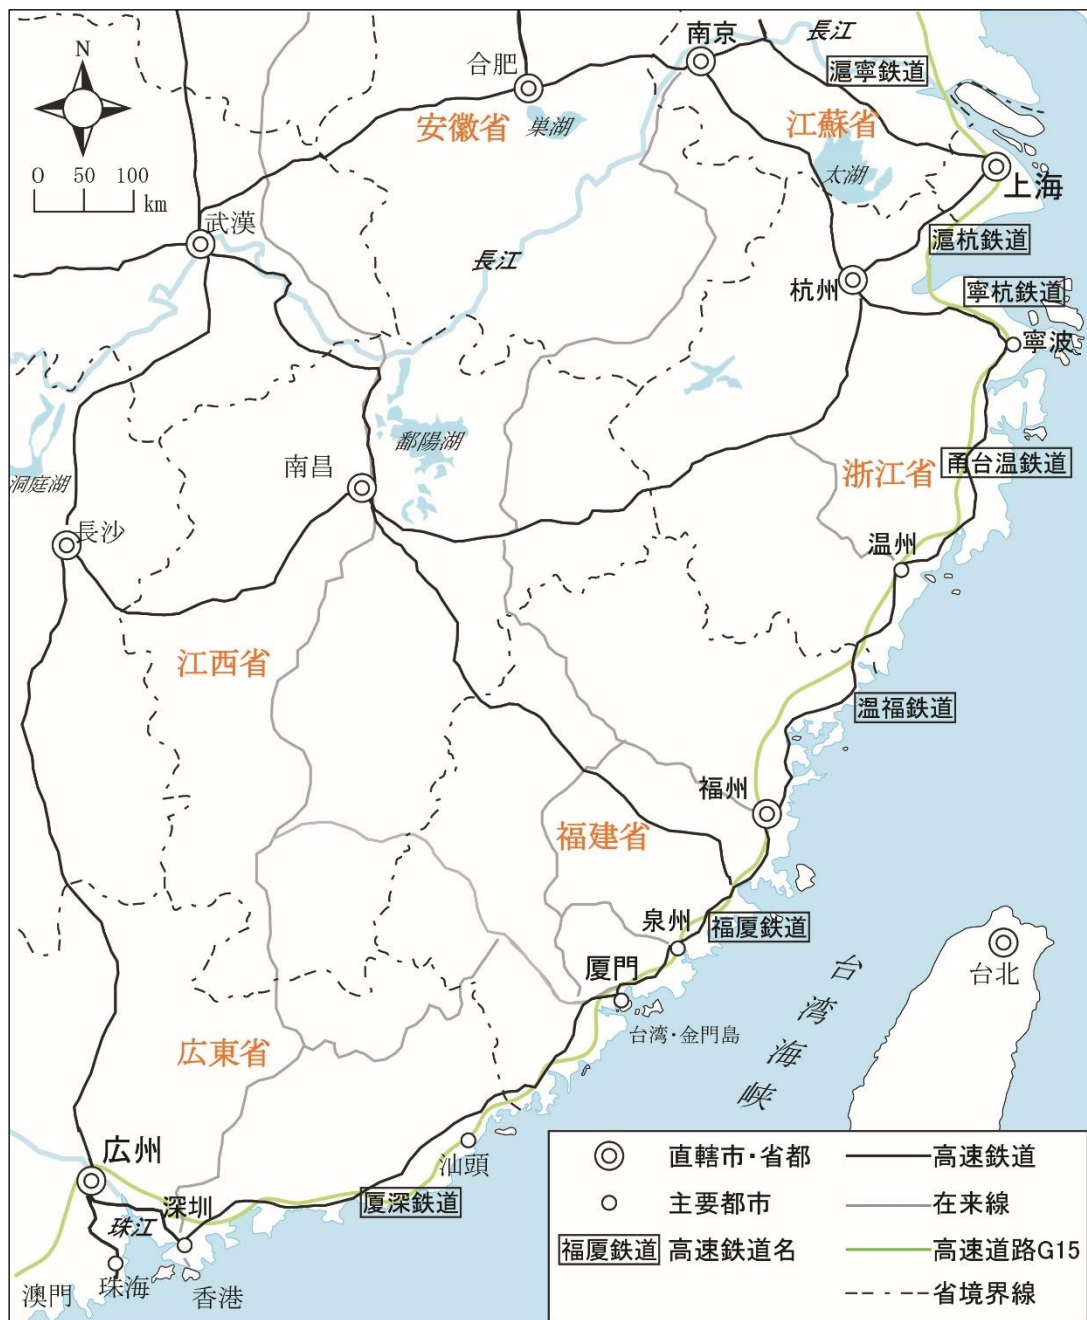 N
0 50 100
km
南京
長江
合肥
滬寧鉄道
安徽省
巣湖
江蘇省
太湖
上海
武漢
滬杭鉄道
長江
杭州
寧杭鉄道
寧波
鄱陽湖
南昌
浙江省
甬台温鉄道
洞庭湖
長沙
温州
江西省
温福鉄道
福州
福建省
泉州
福厦鉄道
厦門
台北
台湾・金門島
台湾海峡
広東省
広州
汕頭
深圳
厦深鉄道
珠江
珠海
澳門
香港
直轄市・省都
高速鉄道
主要都市
在来線
福厦鉄道
高速鉄道名
高速道路G15
省境界線